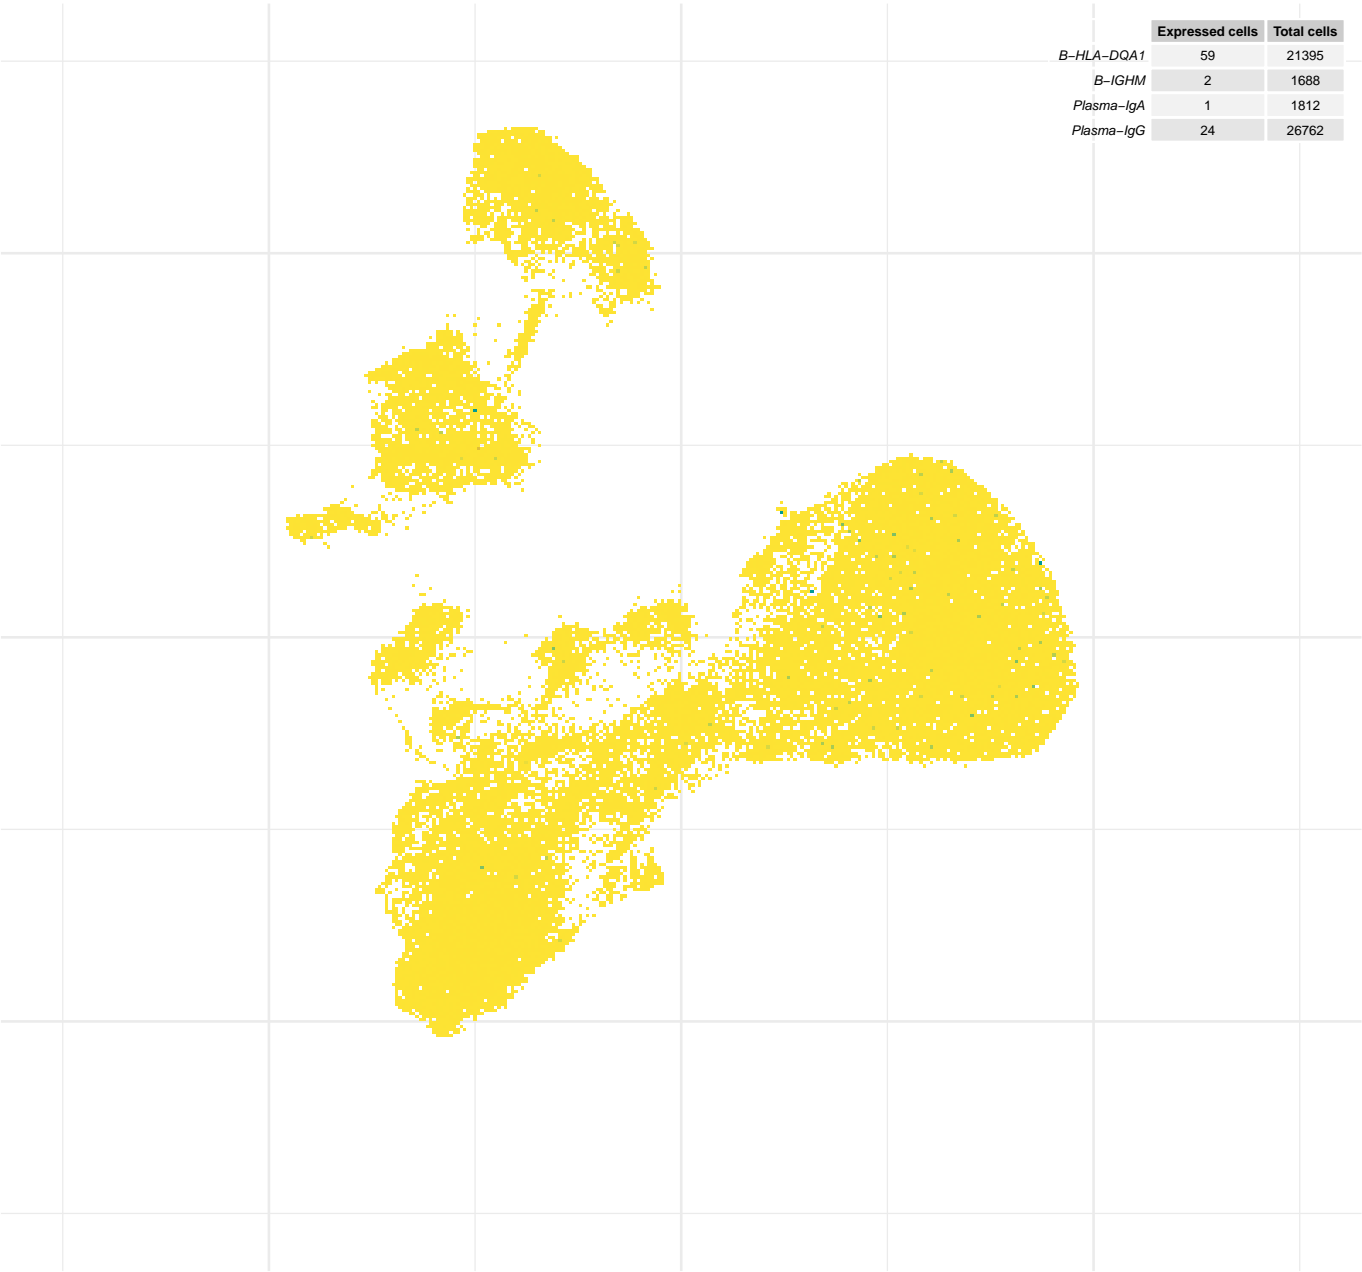 Expressed cells Total cells
B−HLA−DQA1 59 21395
B−IGHM 2 1688
Plasma−IgA 1 1812
Plasma−IgG 24 26762